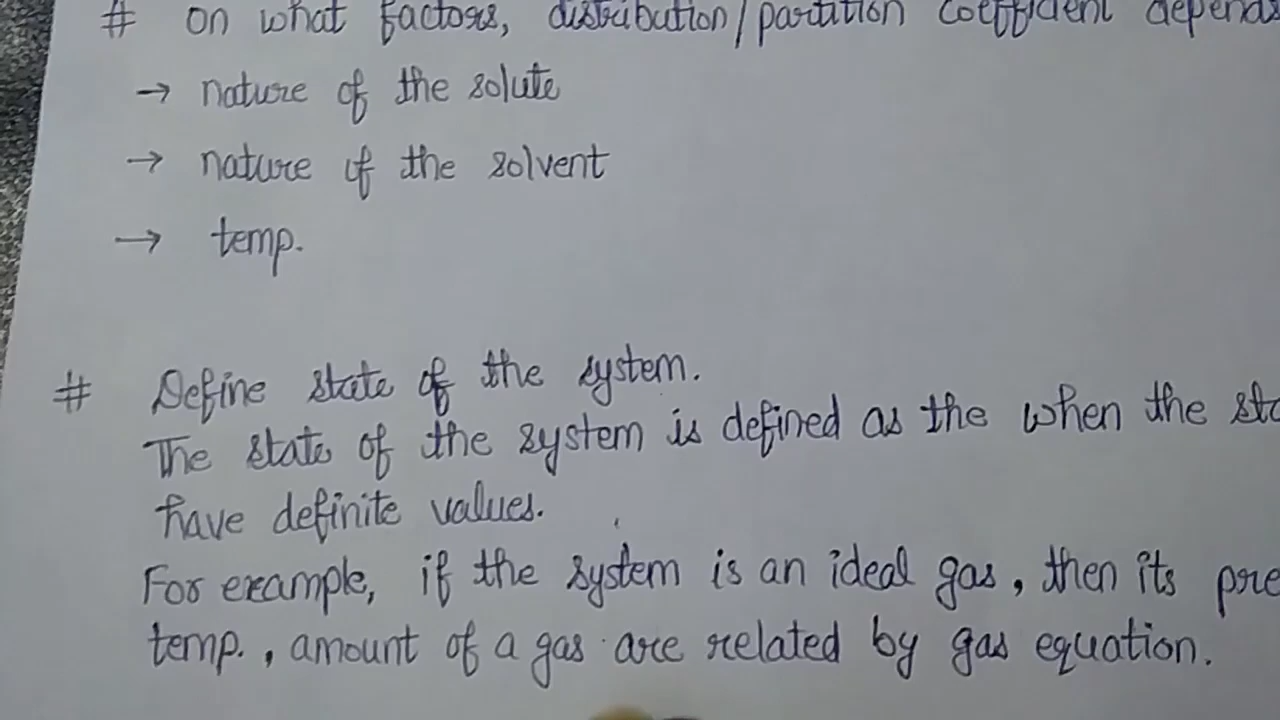 # on what factors, distribution/partition coefficient depends
→ nature of the solute
→ nature of the solvent
→ temp.
# Define state of the system.
The state of the system is defined as the when the
have definite values.
For example, if the system is an ideal gas, then its
temp., amount of a gas are related by gas equation.